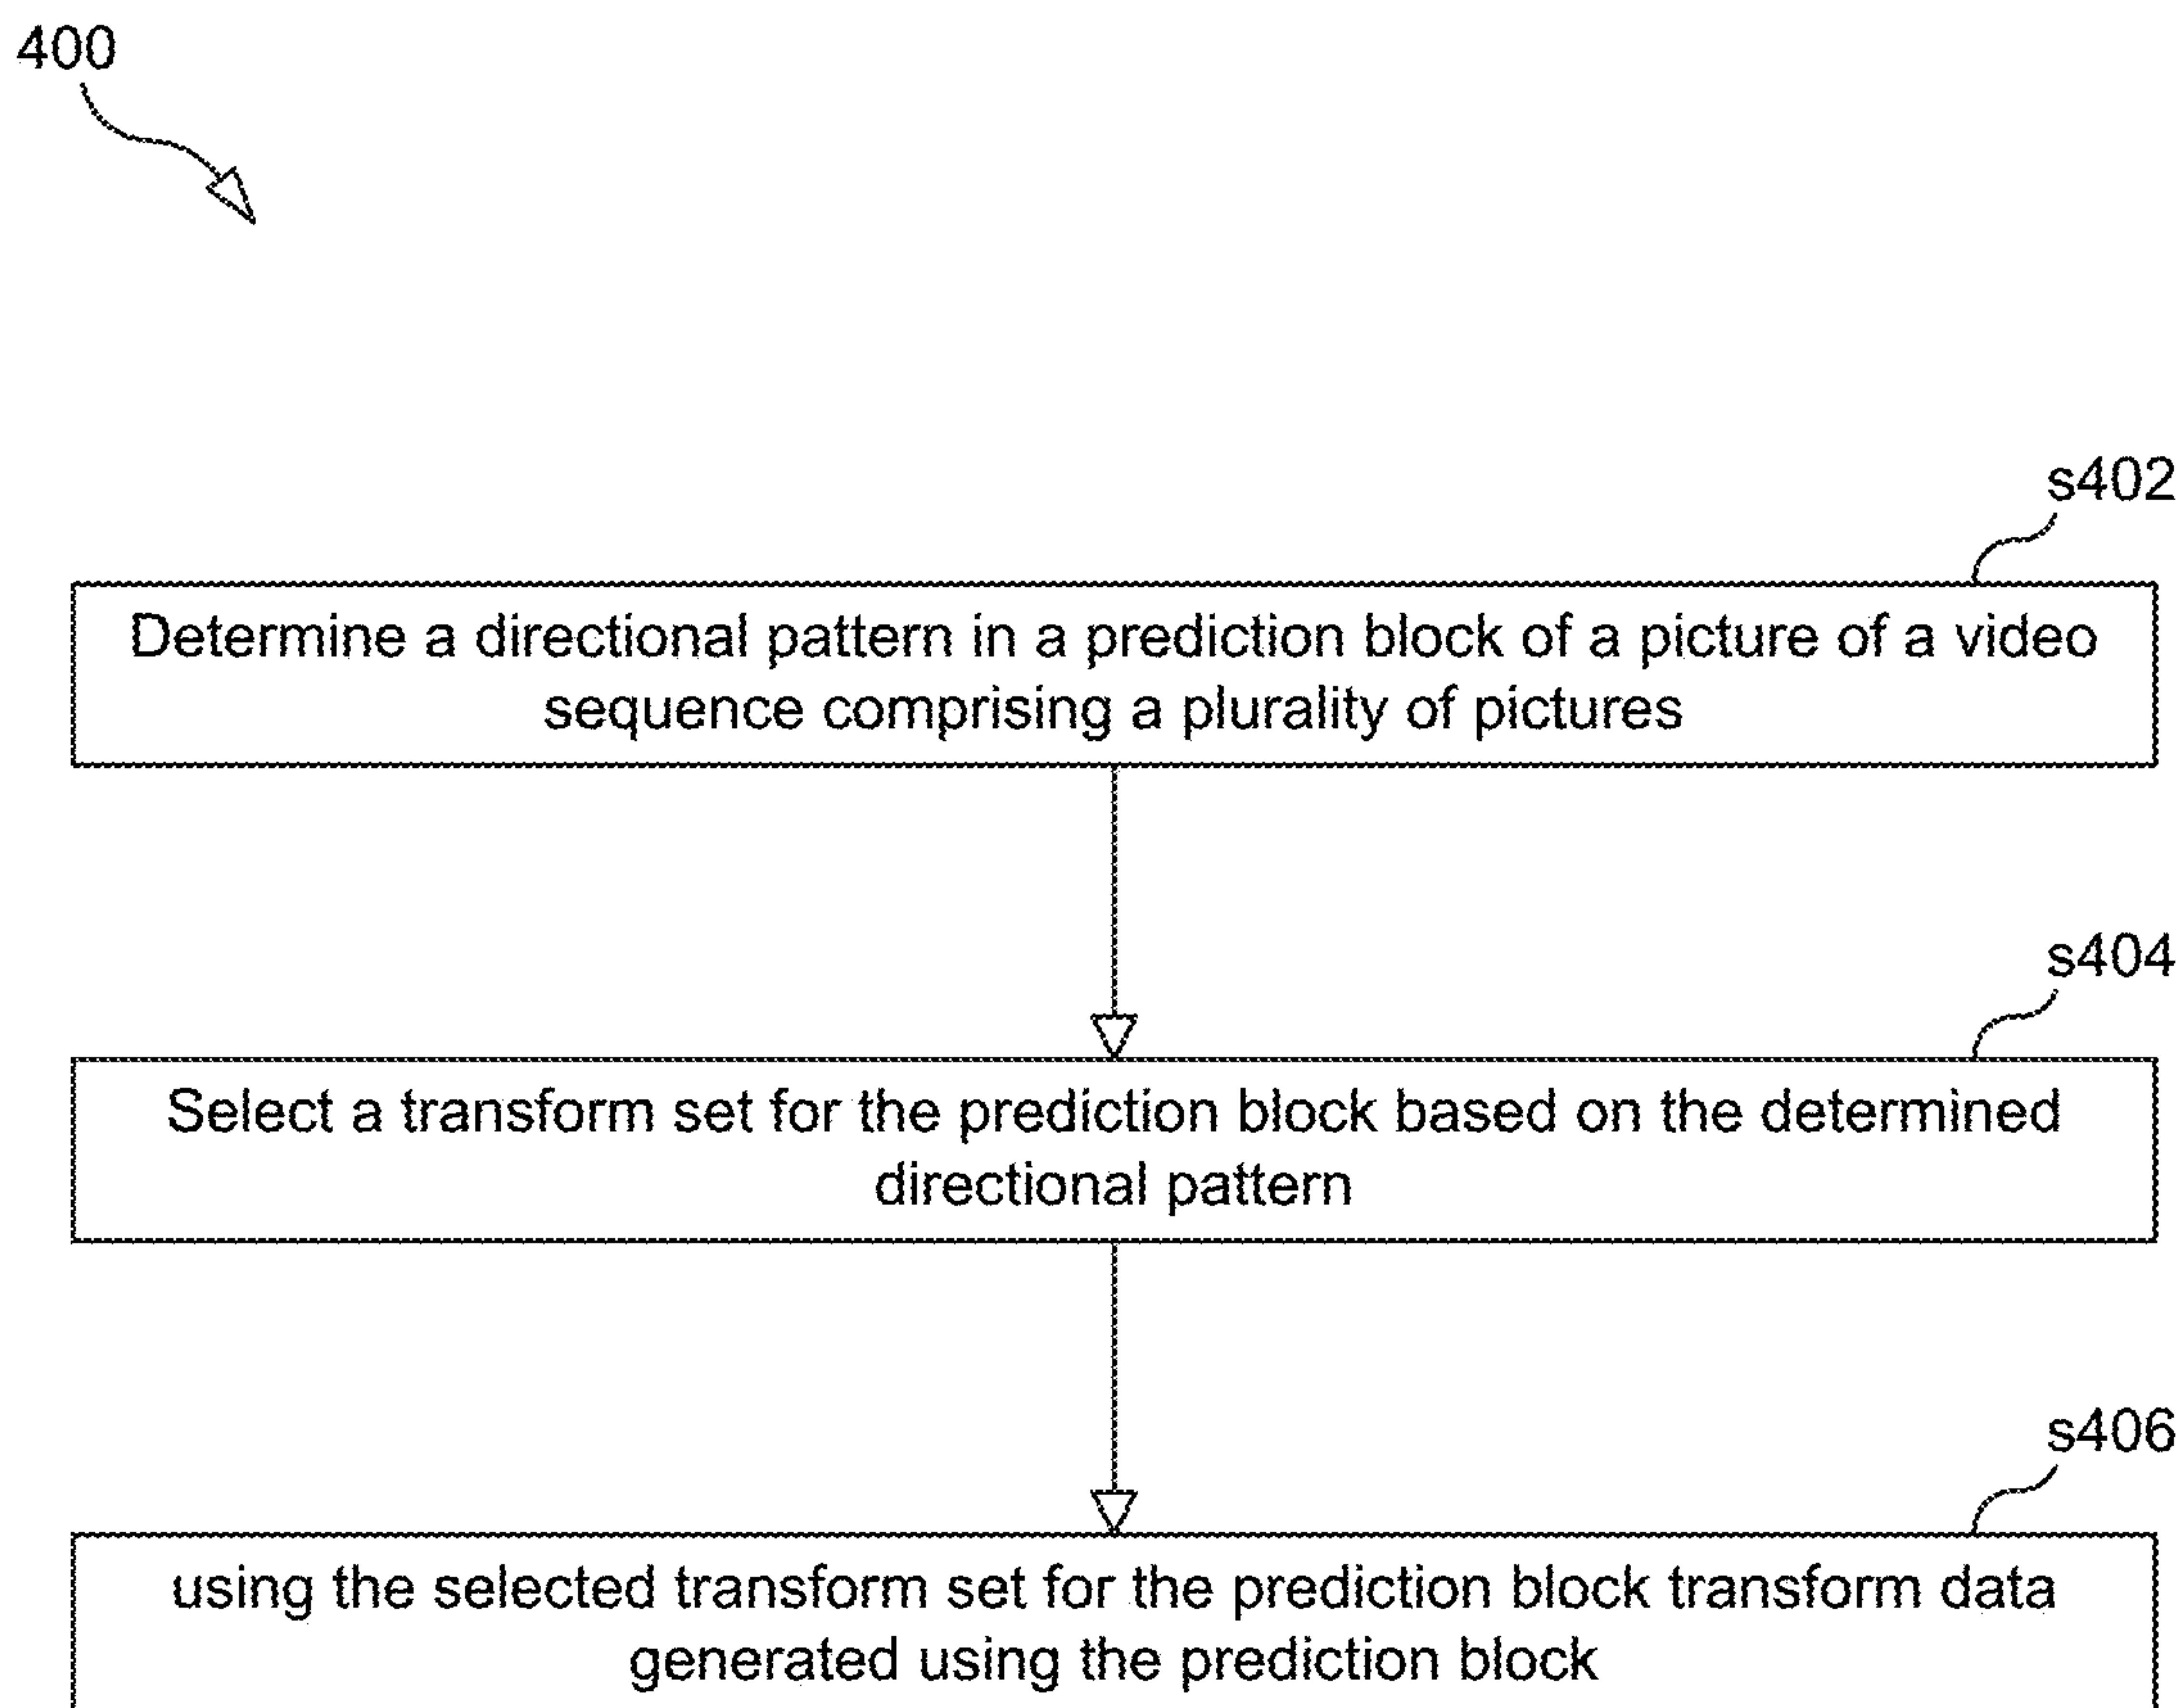 400
s402
Determine a directional pattern in a prediction block of a picture of a video
sequence comprising a plurality of pictures
s404
Select a transform set for the prediction block based on the determined
directional pattern
s406
using the selected transform set for the prediction block transform data
generated using the prediction block